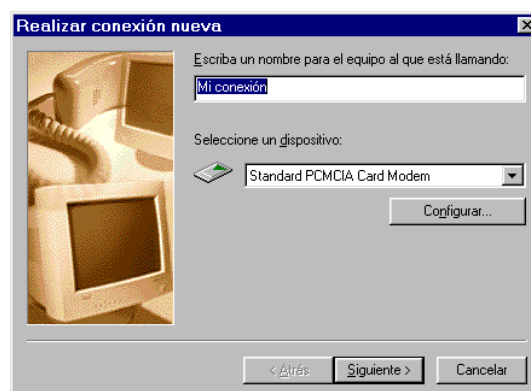 Realizar conexión nueva
Escriba un nombre para el equipo al que está llamando:
Mi conexión
Seleccione un dispositivo:
Standard PCMCIA Card Modem
Configurar...
< Atrás
Siguiente >
Cancelar